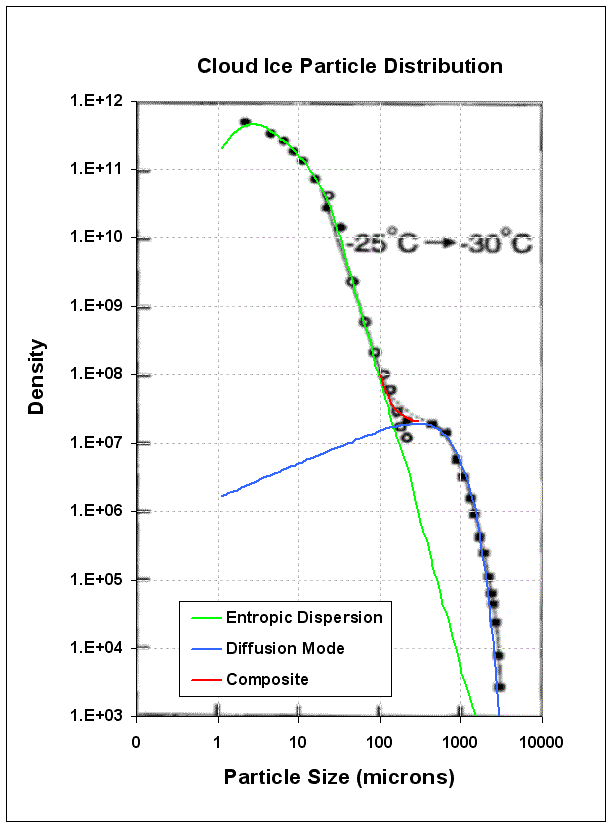 Cloud Ice Particle Distribution
1.E+12
1.E+11
1.E+10
1.E+09
1.E+08
1.E+07
1.E+06
1.E+05
1.E+04
1.E+03
Density
-25°C → -30°C
Entropic Dispersion
Diffusion Mode
Composite
0 1 10 100 1000 10000
Particle Size (microns)